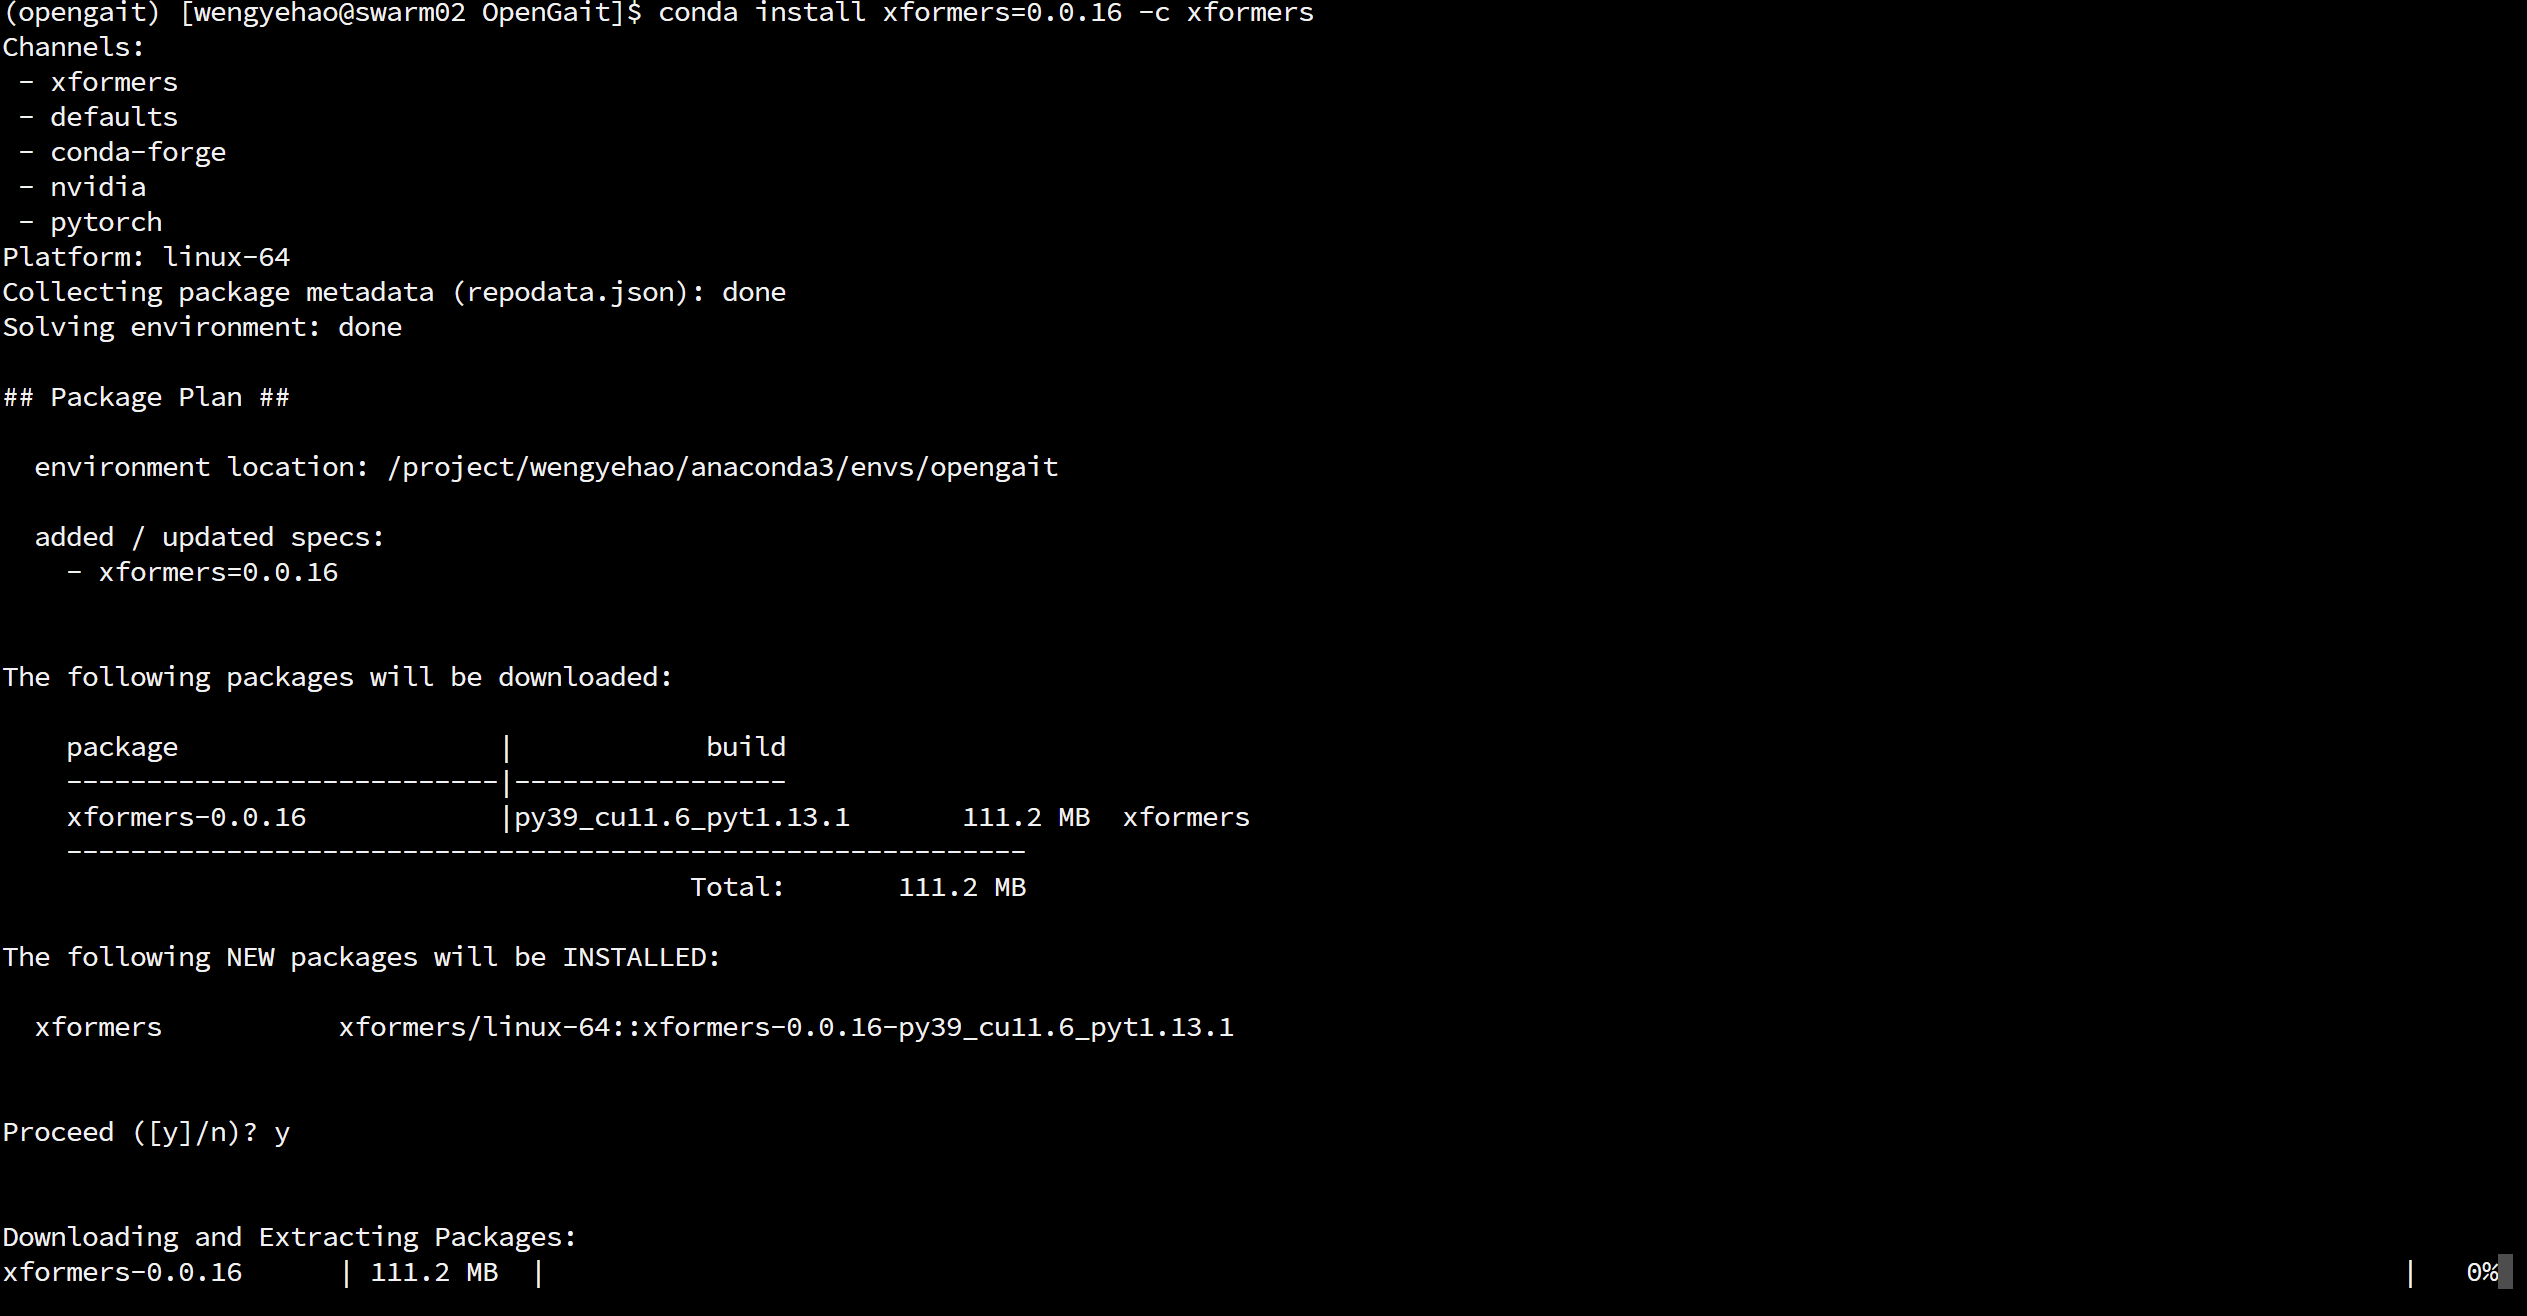 (opengait) [wengyehao@swarm02 OpenGait]$ conda install xformers=0.0.16 -c xformers
Channels:
 - xformers
 - defaults
 - conda-forge
 - nvidia
 - pytorch
Platform: linux-64
Collecting package metadata (repodata.json): done
Solving environment: done

## Package Plan ##

  environment location: /project/wengyehao/anaconda3/envs/opengait

  added / updated specs:
    - xformers=0.0.16


The following packages will be downloaded:

    package                    |            build
    ---------------------------|-----------------
    xformers-0.0.16            |py39_cu11.6_pyt1.13.1       111.2 MB  xformers
    ------------------------------------------------------------
                                           Total:       111.2 MB

The following NEW packages will be INSTALLED:

  xformers           xformers/linux-64::xformers-0.0.16-py39_cu11.6_pyt1.13.1


Proceed ([y]/n)? y


Downloading and Extracting Packages:
xformers-0.0.16      | 111.2 MB  |                                                                                                                     |   0%